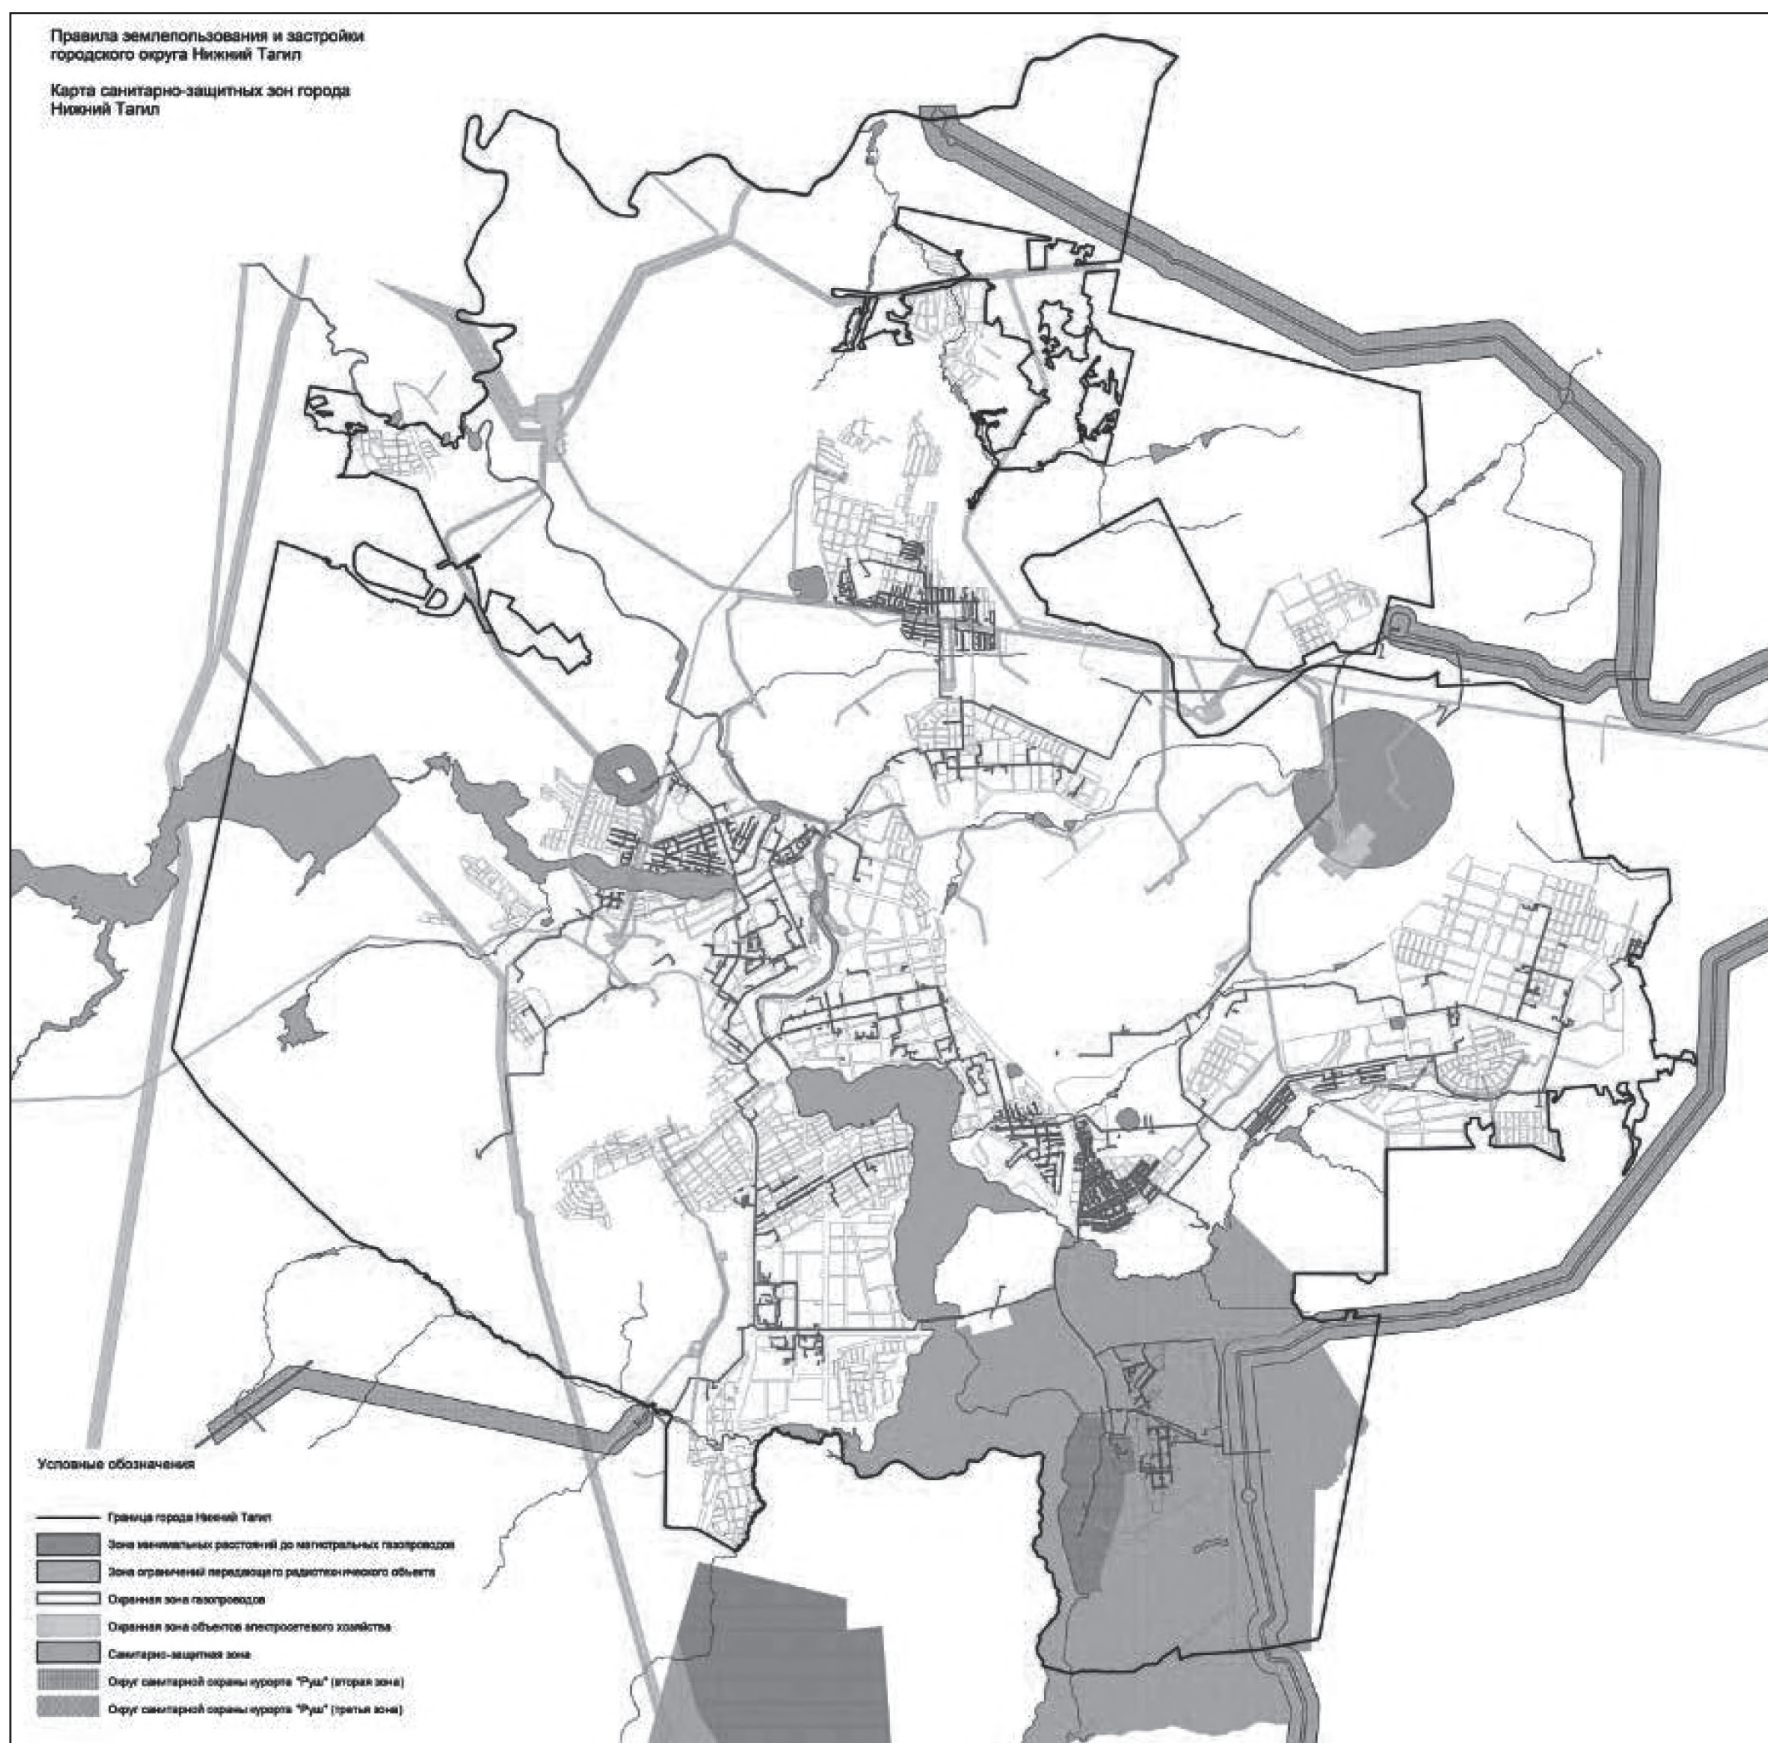 Правила землепользования и застройки
городского округа Нижний Тагил
Карта санитарно-защитных зон города
Нижний Тагил
Условные обозначения
Граница города Нижний Тагил
Зона минимальных расстояний до магистральных газопроводов
Зона ограничений передающего радиотехнического объекта
Охранная зона газопроводов
Охранная зона объектов электросетевого хозяйства
Санитарно-защитная зона
Округ санитарной охраны курорта "Руш" (вторая зона)
Округ санитарной охраны курорта "Руш" (третья зона)